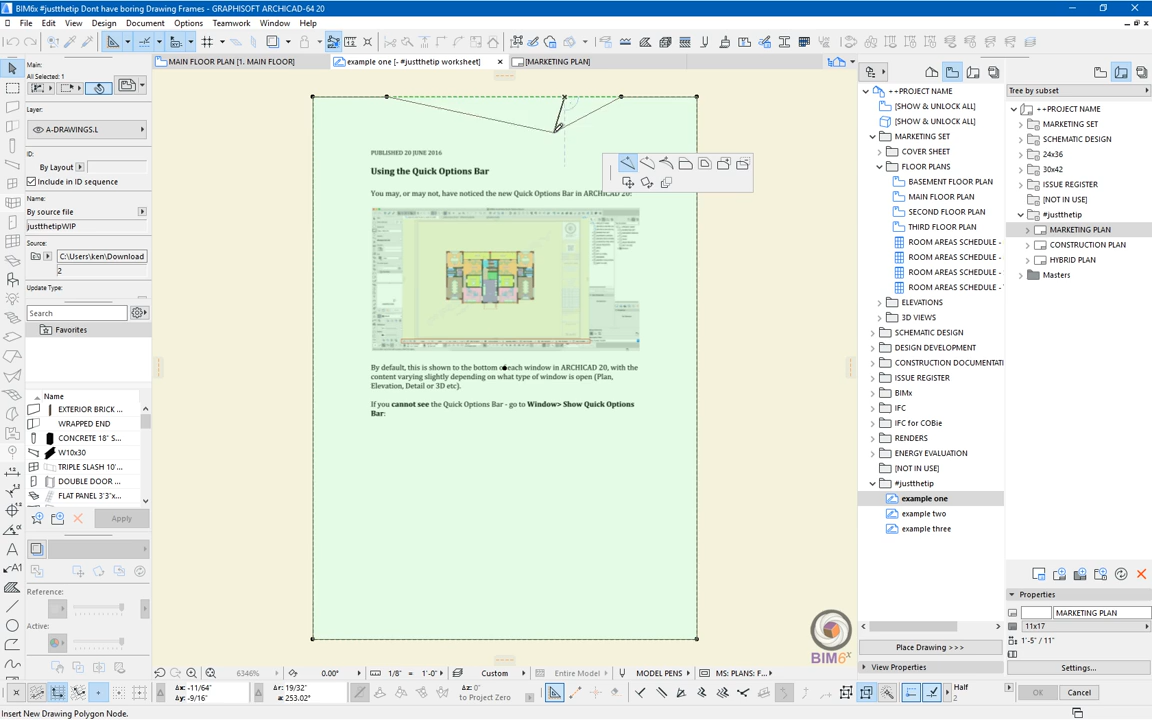 BIM6x #justthetip Dont have boring Drawing Frames - GRAPHISOFT ARCHICAD-64 20
File Edit View Design Document Options Teamwork Window Help
MAIN FLOOR PLAN [1. MAIN FLOOR]
example one [- #justthetip worksheet]
[MARKETING PLAN]
Main:
All Selected: 1
Layer:
A-DRAWINGS.L
ID:
By Layout
Include in ID sequence
Name:
By source file
justthetipWIP
Source:
C:\Users\ken\Download
2
Update Type:
Search
Favorites
Name
EXTERIOR BRICK ...
WRAPPED END
CONCRETE 18" S...
W10x30
TRIPLE SLASH 10'...
DOUBLE DOOR ...
FLAT PANEL 3'3"x...
Apply
Reference:
Active:
PUBLISHED 20 JUNE 2016
Using the Quick Options Bar
You may, or may not, have noticed the new Quick Options Bar in ARCHICAD 20.
By default, this is shown to the bottom of each window in ARCHICAD 20, with the
content varying slightly depending on what type of window is open (Plan,
Elevation, Detail or 3D etc).
If you cannot see the Quick Options Bar - go to Window> Show Quick Options
Bar:
BIM6x
++PROJECT NAME
[SHOW & UNLOCK ALL]
[SHOW & UNLOCK ALL]
MARKETING SET
COVER SHEET
FLOOR PLANS
BASEMENT FLOOR PLAN
MAIN FLOOR PLAN
SECOND FLOOR PLAN
THIRD FLOOR PLAN
ROOM AREAS SCHEDULE -
ROOM AREAS SCHEDULE -
ROOM AREAS SCHEDULE -
ROOM AREAS SCHEDULE -
ELEVATIONS
3D VIEWS
SCHEMATIC DESIGN
DESIGN DEVELOPMENT
CONSTRUCTION DOCUMENTATI
ISSUE REGISTER
BIMx
IFC
IFC for COBie
RENDERS
ENERGY EVALUATION
[NOT IN USE]
#justthetip
example one
example two
example three
Place Drawing >>>
View Properties
Tree by subset
++PROJECT NAME
MARKETING SET
SCHEMATIC DESIGN
24x36
30x42
ISSUE REGISTER
[NOT IN USE]
#justthetip
MARKETING PLAN
CONSTRUCTION PLAN
HYBRID PLAN
Masters
Properties
MARKETING PLAN
11x17
1'-5" / 11"
Settings...
6346%
0.00°
1/8" = 1'-0"
Custom
Entire Model
MODEL PENS
MS: PLANS: F...
Δx: -11/64"
Δy: -9/16"
Δr: 19/32"
α: 253.02°
Δz: 0"
to Project Zero
Half
2
OK
Cancel
Insert New Drawing Polygon Node.